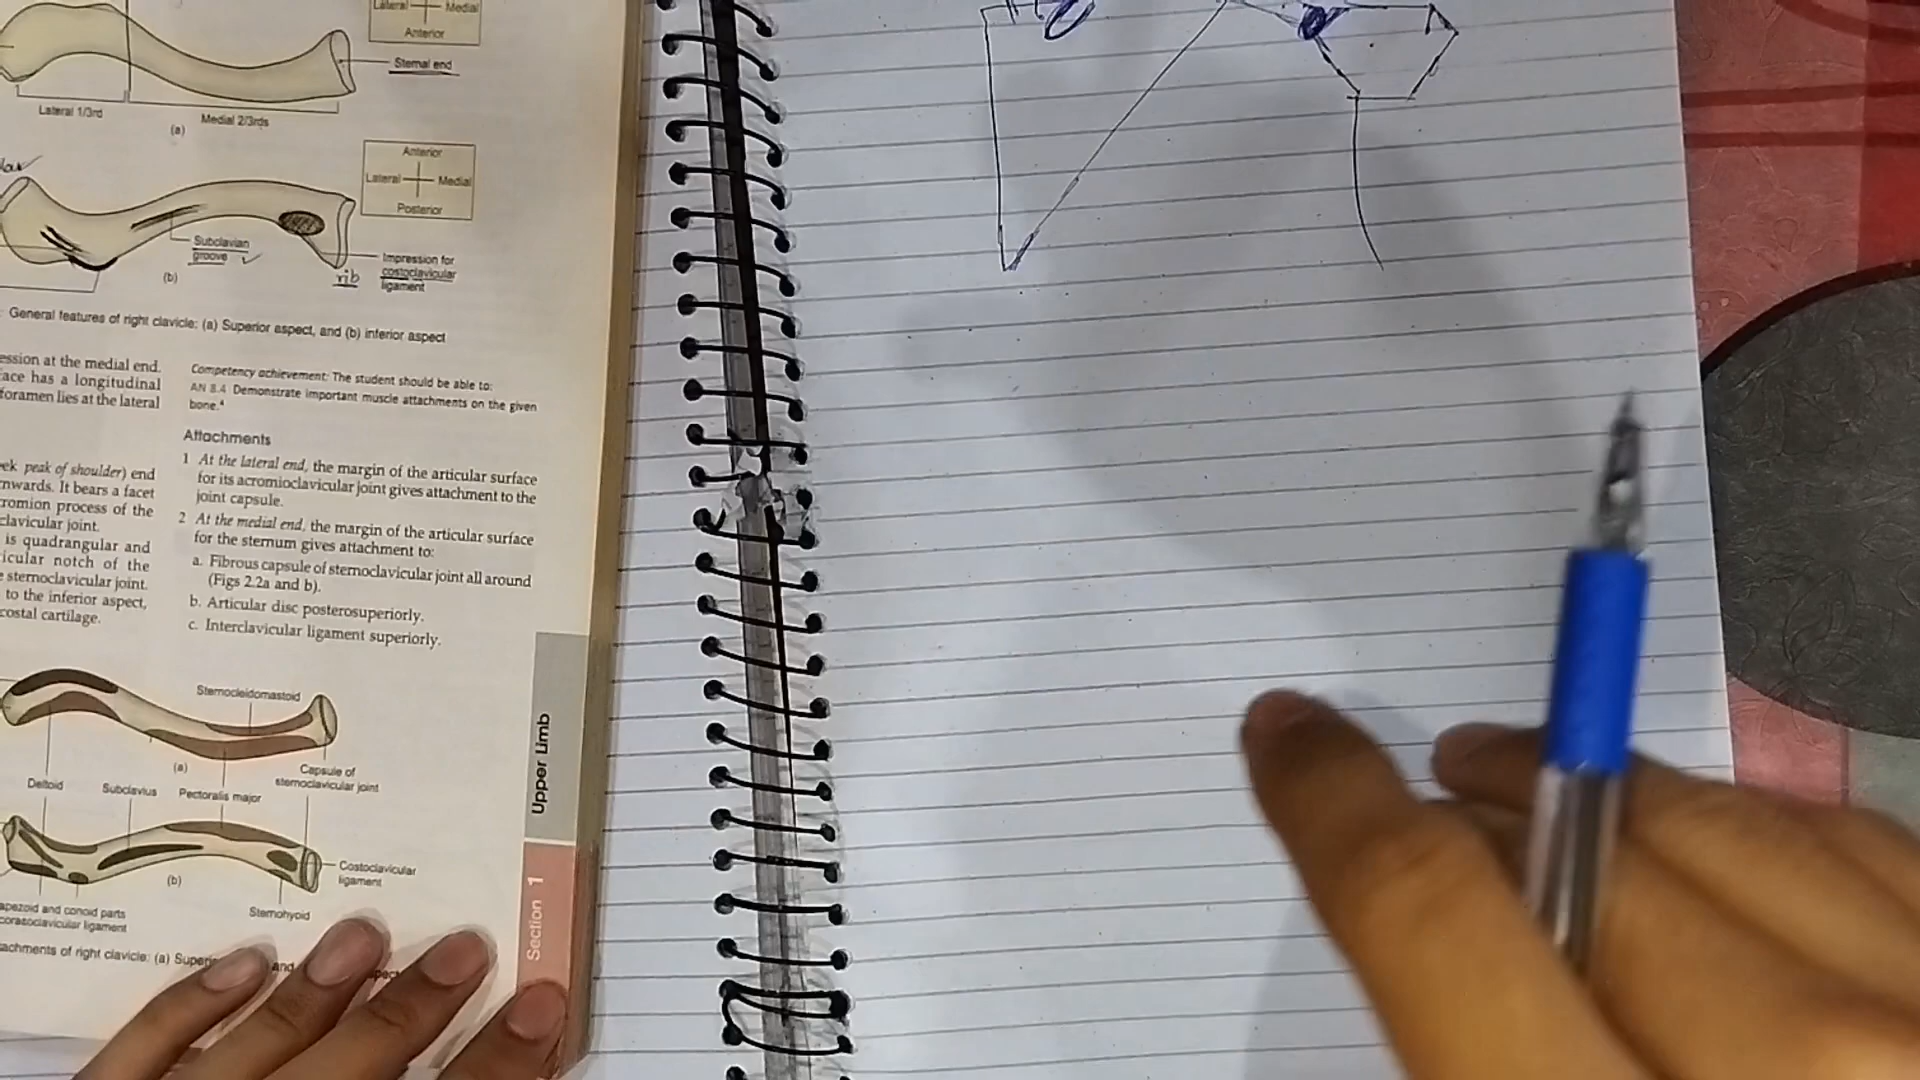 Lateral
Medial
Anterior
Sternal end
Lateral 1/3rd
Medial 2/3rds
(a)
Anterior
Lateral
Medial
Posterior
Subclavian
groove
Impression for
costoclavicular
ligament
rib
(b)
General features of right clavicle: (a) Superior aspect, and (b) inferior aspect
ession at the medial end.
ace has a longitudinal
foramen lies at the lateral
ek peak of shoulder) end
nwards. It bears a facet
romion process of the
clavicular joint.
is quadrangular and
icular notch of the
e sternoclavicular joint.
to the inferior aspect,
costal cartilage.
Competency achievement: The student should be able to:
AN 8.4 Demonstrate important muscle attachments on the given
bone.⁴
Attachments
1 At the lateral end, the margin of the articular surface
for its acromioclavicular joint gives attachment to the
joint capsule.
2 At the medial end, the margin of the articular surface
for the sternum gives attachment to:
a. Fibrous capsule of sternoclavicular joint all around
(Figs 2.2a and b).
b. Articular disc posterosuperiorly.
c. Interclavicular ligament superiorly.
Sternocleidomastoid
(a)
Capsule of
sternoclavicular joint
Deltoid
Subclavius
Pectoralis major
Costoclavicular
ligament
(b)
Sternohyoid
apezoid and conoid parts
coracoclavicular ligament
achments of right clavicle: (a) Super
and
pect
Upper Limb
Section 1